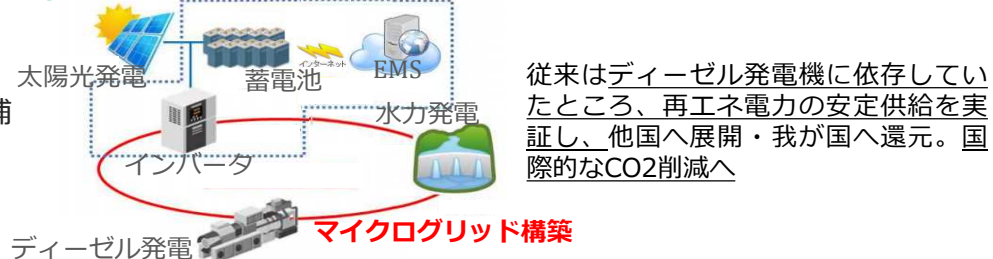 太陽光発電
蓄電池
インターネット
EMS
水力発電
補
インバータ
マイクログリッド構築
ディーゼル発電
従来はディーゼル発電機に依存してい
たところ、再エネ電力の安定供給を実
証し、他国へ展開・我が国へ還元。国
際的なCO2削減へ